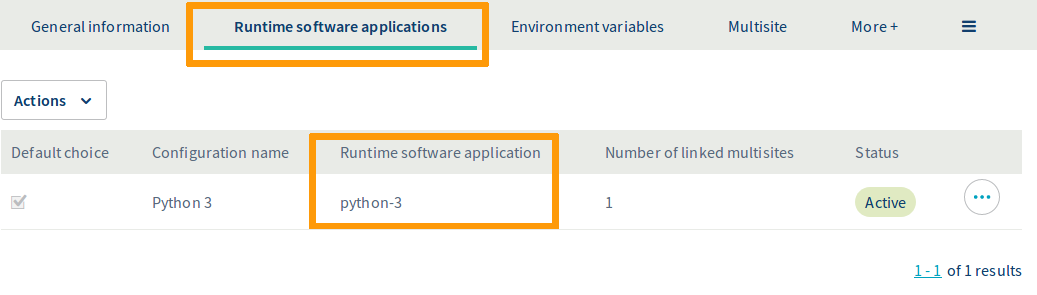 General information Runtime software applications Environment variables Multisite More +
Actions
Default choice Configuration name Runtime software application Number of linked multisites Status
Python 3 python-3 1 Active
1 - 1 of 1 results